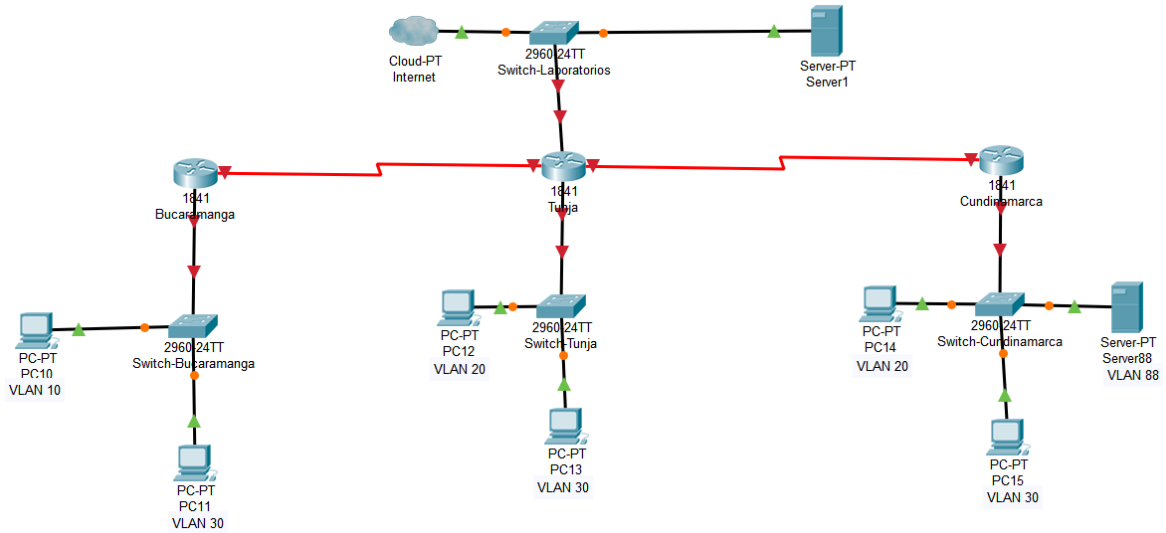 Cloud-PT
Internet
2960-24TT
Switch-Laboratorios
Server-PT
Server1
1841
Bucaramanga
1841
Tunja
1841
Cundinamarca
PC-PT
PC10
VLAN 10
2960-24TT
Switch-Bucaramanga
PC-PT
PC11
VLAN 30
PC-PT
PC12
VLAN 20
2960-24TT
Switch-Tunja
PC-PT
PC13
VLAN 30
PC-PT
PC14
VLAN 20
2960-24TT
Switch-Cundinamarca
Server-PT
Server88
VLAN 88
PC-PT
PC15
VLAN 30